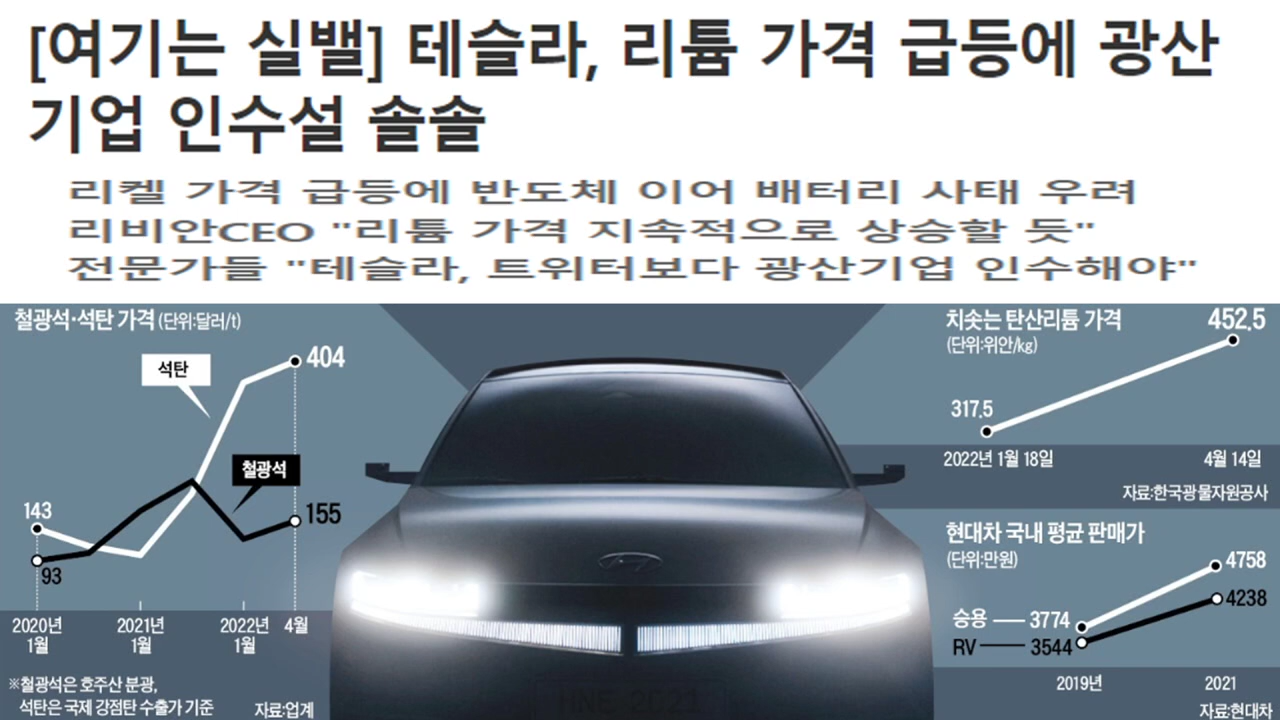 [여기는 실밸] 테슬라, 리튬 가격 급등에 광산
기업 인수설 솔솔
리켈 가격 급등에 반도체 이어 배터리 사태 우려
리비안CEO "리튬 가격 지속적으로 상승할 듯"
전문가들 "테슬라, 트위터보다 광산기업 인수해야"
철광석·석탄 가격 (단위:달러/t)
석탄
404
철광석
155
143
93
2020년
1월
2021년
1월
2022년
1월
4월
※철광석은 호주산 분광,
석탄은 국제 강점탄 수출가 기준
자료:업계
치솟는 탄산리튬 가격
(단위:위안/kg)
452.5
317.5
2022년 1월 18일
4월 14일
자료:한국광물자원공사
현대차 국내 평균 판매가
(단위:만원)
4758
4238
승용 3774
RV 3544
2019년
2021
자료:현대차